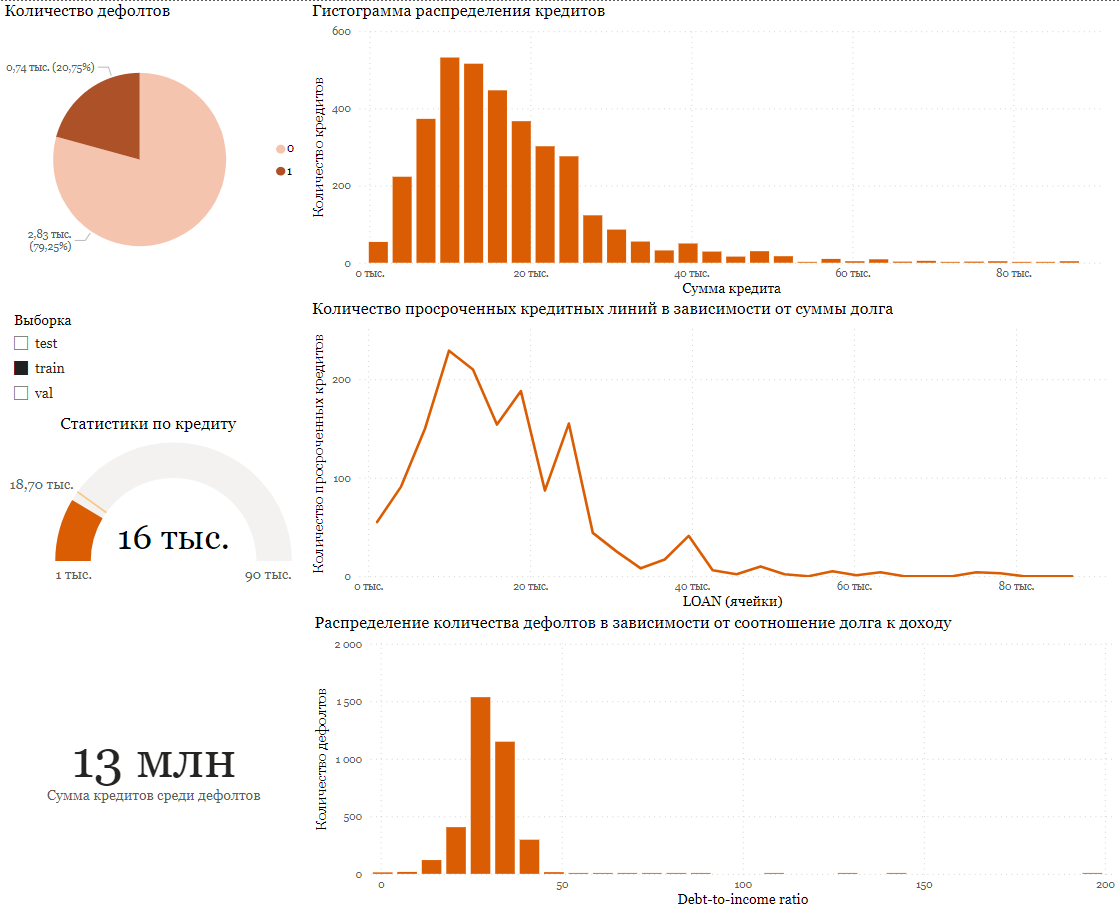 Количество дефолтов
0,74 тыс. (20,75%)
0
1
2,83 тыс.
(79,25%)
Выборка
test
train
val
Статистики по кредиту
18,70 тыс.
16 тыс.
1 тыс.
90 тыс.
13 млн
Сумма кредитов среди дефолтов
Гистограмма распределения кредитов
Количество кредитов
600
400
200
0
0 тыс.
20 тыс.
40 тыс.
60 тыс.
80 тыс.
Сумма кредита
Количество просроченных кредитных линий в зависимости от суммы долга
Количество просроченных кредитов
200
100
0
0 тыс.
20 тыс.
40 тыс.
60 тыс.
80 тыс.
LOAN (ячейки)
Распределение количества дефолтов в зависимости от соотношение долга к доходу
Количество дефолтов
2 000
1 500
1 000
500
0
0
50
100
150
200
Debt-to-income ratio